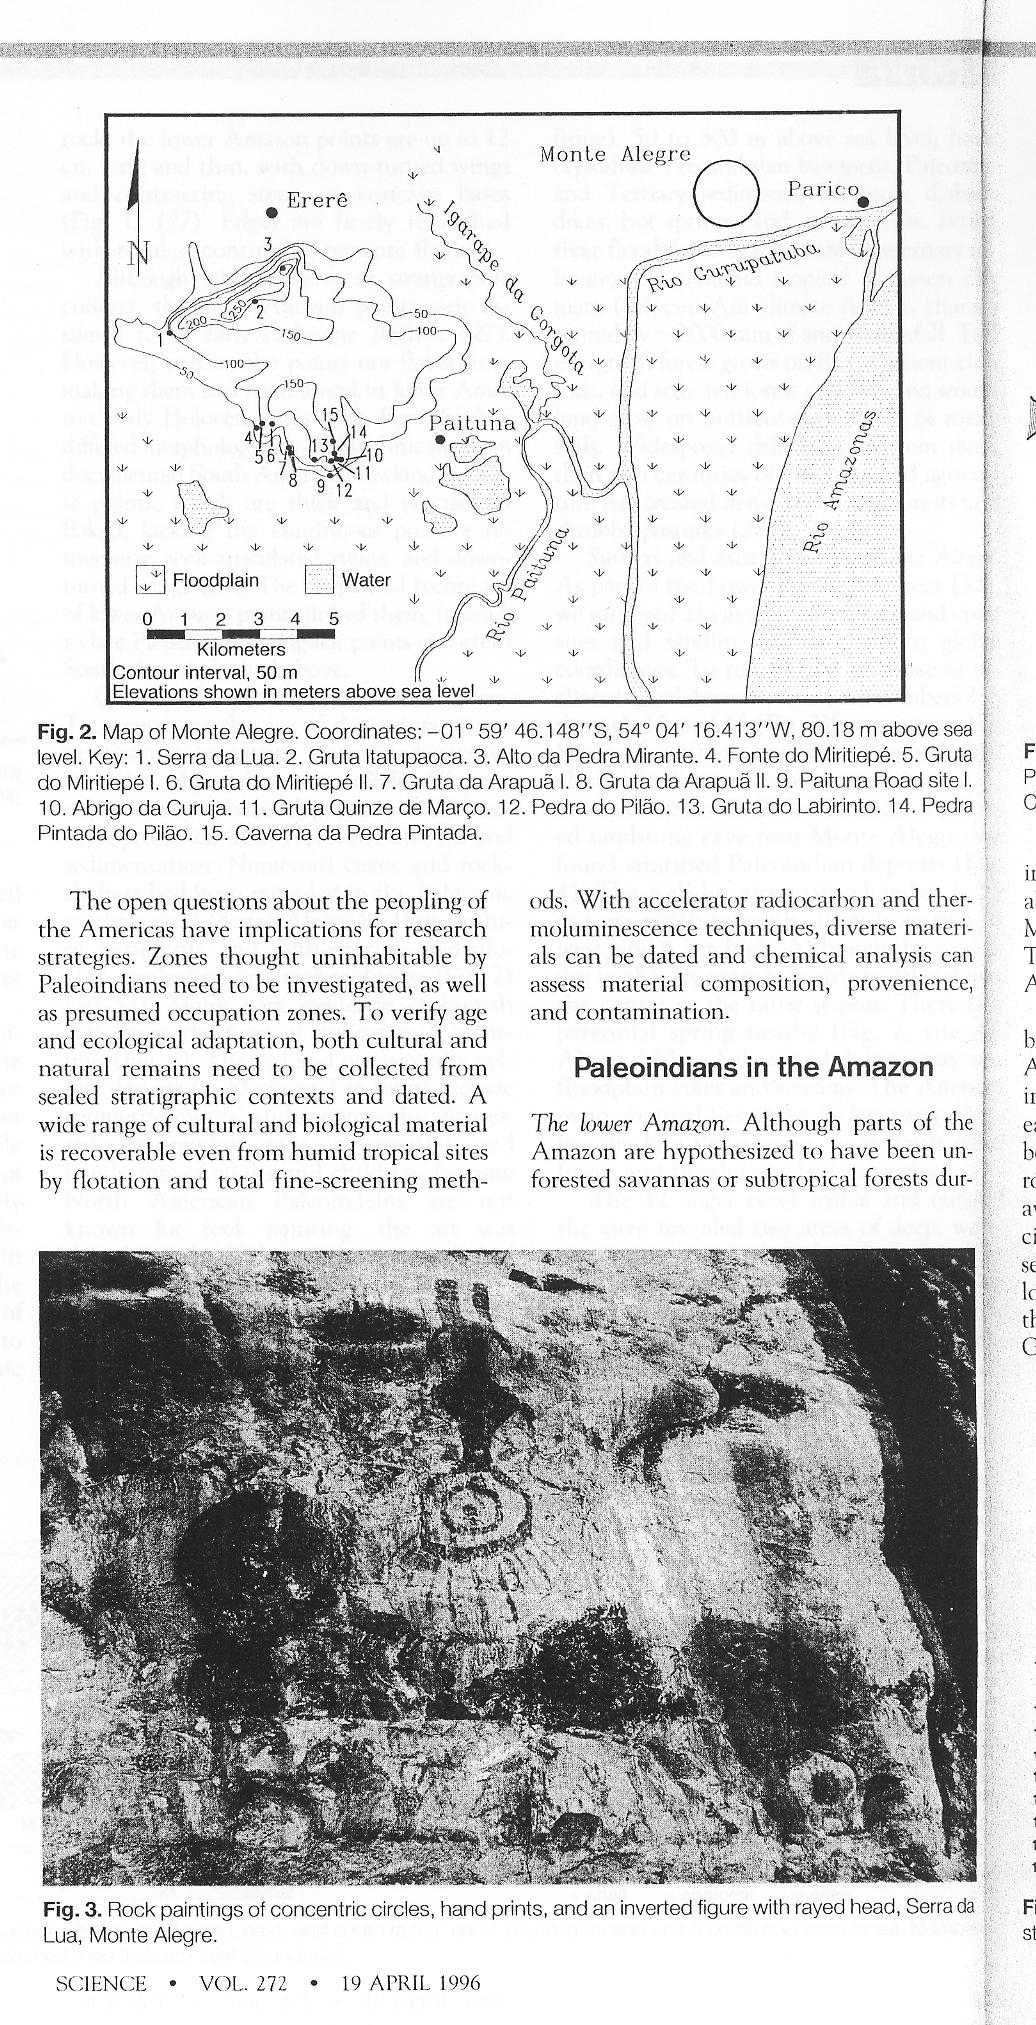 Monte Alegre
Parico
Ererê
N
3
Igarape da Gorgota
Rio Gurupatuba
200
250
2
1
50
100
150
100
50
150
15
14
13
4
5 6
7
8
9
10
11
12
Paituna
Rio Paituna
Rio Amazonas
Floodplain
Water
0 1 2 3 4 5
Kilometers
Contour interval, 50 m
Elevations shown in meters above sea level
Fig. 2. Map of Monte Alegre. Coordinates: –01° 59′ 46.148′′S, 54° 04′ 16.413′′W, 80.18 m above sea
level. Key: 1. Serra da Lua. 2. Gruta Itatupaoca. 3. Alto da Pedra Mirante. 4. Fonte do Miritiepé. 5. Gruta
do Miritiepé I. 6. Gruta do Miritiepé II. 7. Gruta da Arapuã I. 8. Gruta da Arapuã II. 9. Paituna Road site I.
10. Abrigo da Curuja. 11. Gruta Quinze de Março. 12. Pedra do Pilão. 13. Gruta do Labirinto. 14. Pedra
Pintada do Pilão. 15. Caverna da Pedra Pintada.
The open questions about the peopling of
the Americas have implications for research
strategies. Zones thought uninhabitable by
Paleoindians need to be investigated, as well
as presumed occupation zones. To verify age
and ecological adaptation, both cultural and
natural remains need to be collected from
sealed stratigraphic contexts and dated. A
wide range of cultural and biological material
is recoverable even from humid tropical sites
by flotation and total fine-screening meth-
ods. With accelerator radiocarbon and ther-
moluminescence techniques, diverse materi-
als can be dated and chemical analysis can
assess material composition, provenience,
and contamination.
Paleoindians in the Amazon
The lower Amazon. Although parts of the
Amazon are hypothesized to have been un-
forested savannas or subtropical forests dur-
Fig. 3. Rock paintings of concentric circles, hand prints, and an inverted figure with rayed head, Serra da
Lua, Monte Alegre.
SCIENCE • VOL. 272 • 19 APRIL 1996